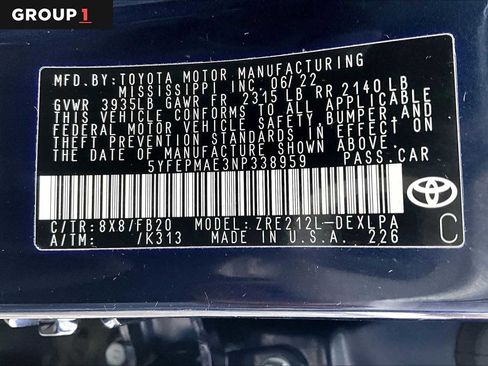 GROUP 1
MFD. BY: TOYOTA MOTOR MANUFACTURING
MISSISSIPPI INC. 06/22
GVWR 3935LB GAWR FR 2315 LB RR 2140 LB
THIS VEHICLE CONFORMS TO ALL APPLICABLE
FEDERAL MOTOR VEHICLE SAFETY, BUMPER, AND
THEFT PREVENTION STANDARDS IN EFFECT ON
THE DATE OF MANUFACTURE SHOWN ABOVE.
5YFEPMAE3NP338959 PASS. CAR
C/TR: 8X8/FB20 MODEL: ZRE212L-DEXLPA
A/TM: /K313 MADE IN U.S.A. 226
C